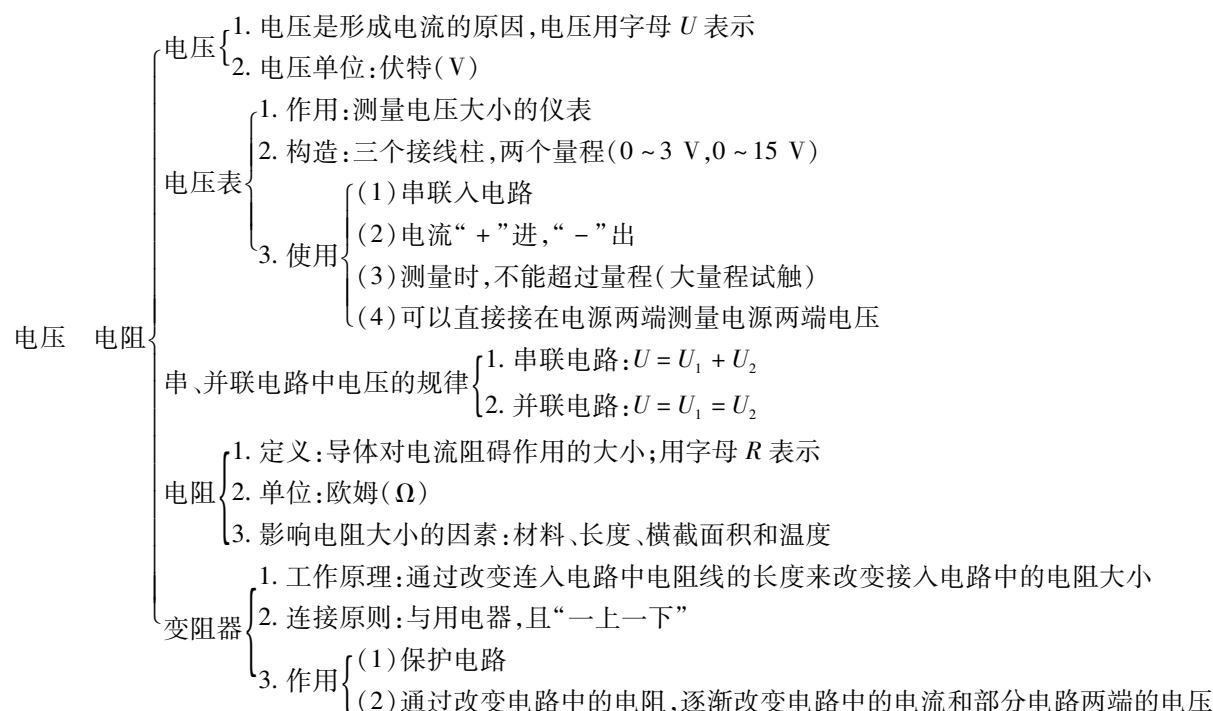 电压 电阻
电压
1. 电压是形成电流的原因,电压用字母 U 表示
2. 电压单位:伏特(V)
电压表
1. 作用:测量电压大小的仪表
2. 构造:三个接线柱,两个量程(0~3 V,0~15 V)
3. 使用
(1)串联入电路
(2)电流“+”进,“-”出
(3)测量时,不能超过量程(大量程试触)
(4)可以直接接在电源两端测量电源两端电压
串、并联电路中电压的规律
1. 串联电路:U = U₁ + U₂
2. 并联电路:U = U₁ = U₂
电阻
1. 定义:导体对电流阻碍作用的大小;用字母 R 表示
2. 单位:欧姆(Ω)
3. 影响电阻大小的因素:材料、长度、横截面积和温度
变阻器
1. 工作原理:通过改变连入电路中电阻线的长度来改变接入电路中的电阻大小
2. 连接原则:与用电器,且“一上一下”
3. 作用
(1)保护电路
(2)通过改变电路中的电阻,逐渐改变电路中的电流和部分电路两端的电压